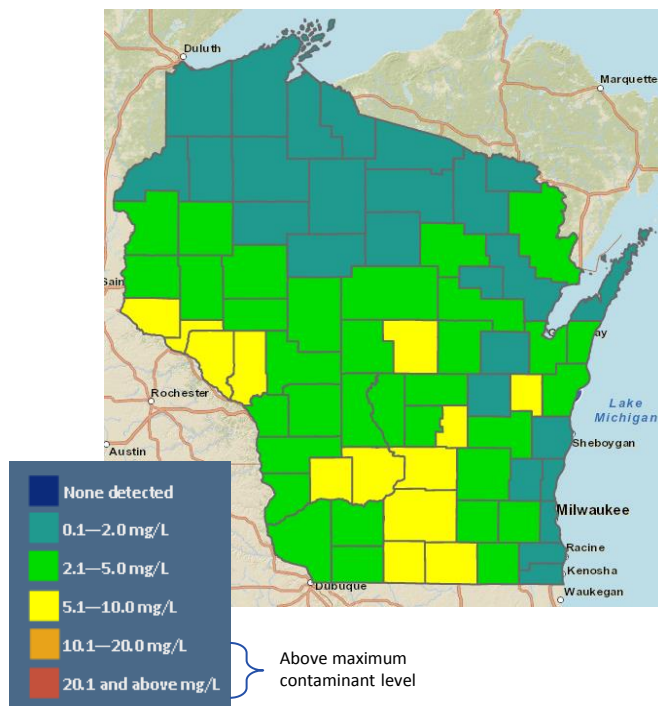 Duluth
Marquette
Sain
ay
Rochester
Lake
Michigan
Austin
Sheboygan
None detected
0.1—2.0 mg/L
Milwaukee
2.1—5.0 mg/L
Racine
Kenosha
5.1—10.0 mg/L
Dubuque
Waukegan
10.1—20.0 mg/L
Above maximum
contaminant level
20.1 and above mg/L